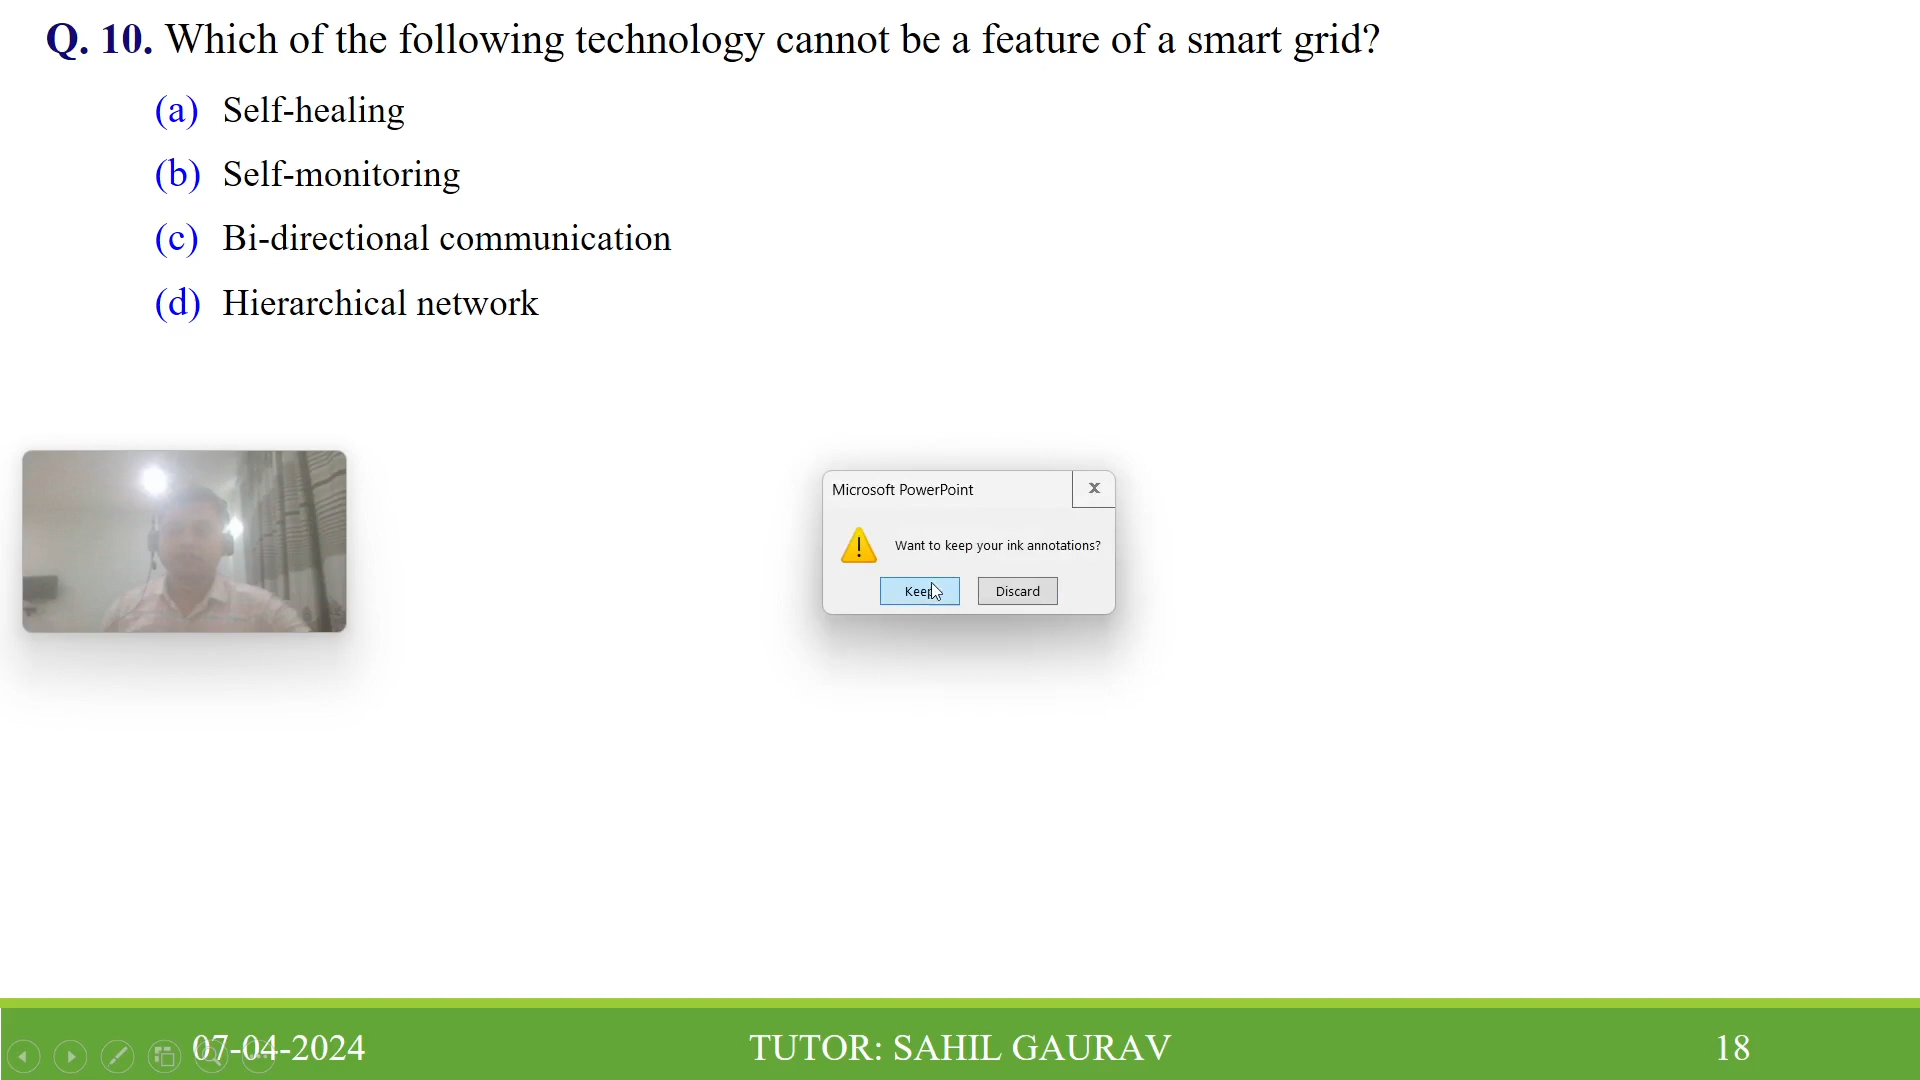 Q. 10. Which of the following technology cannot be a feature of a smart grid?
(a) Self-healing
(b) Self-monitoring
(c) Bi-directional communication
(d) Hierarchical network
Microsoft PowerPoint
Want to keep your ink annotations?
Keep Discard
07-04-2024 TUTOR: SAHIL GAURAV 18